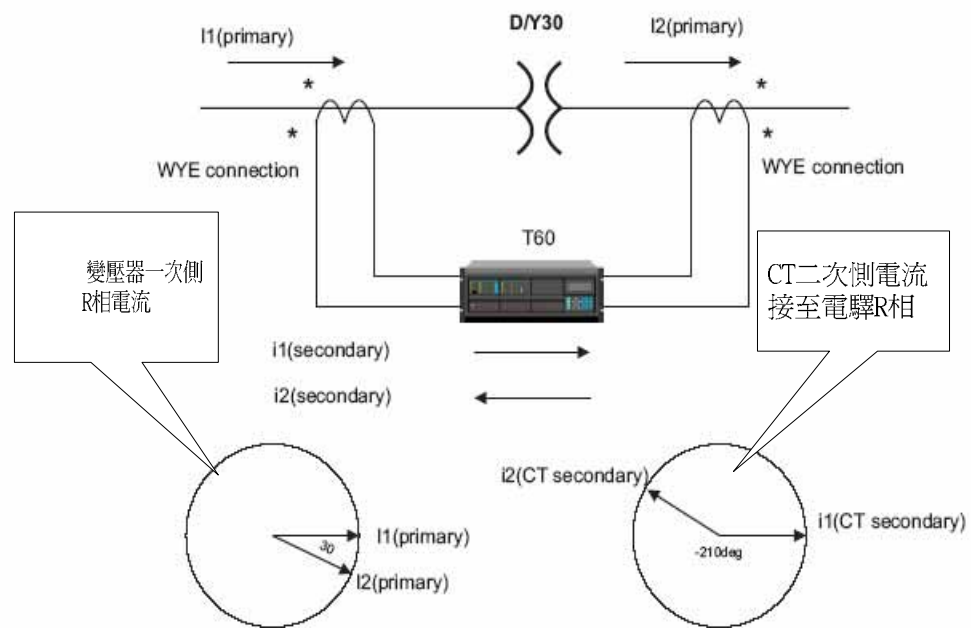 D/Y30
I1(primary)
I2(primary)
*
*
*
*
WYE connection
WYE connection
T60
變壓器一次側
R相電流
CT二次側電流
接至電驛R相
i1(secondary)
i2(secondary)
I1(primary)
30
I2(primary)
i2(CT secondary)
i1(CT secondary)
-210deg